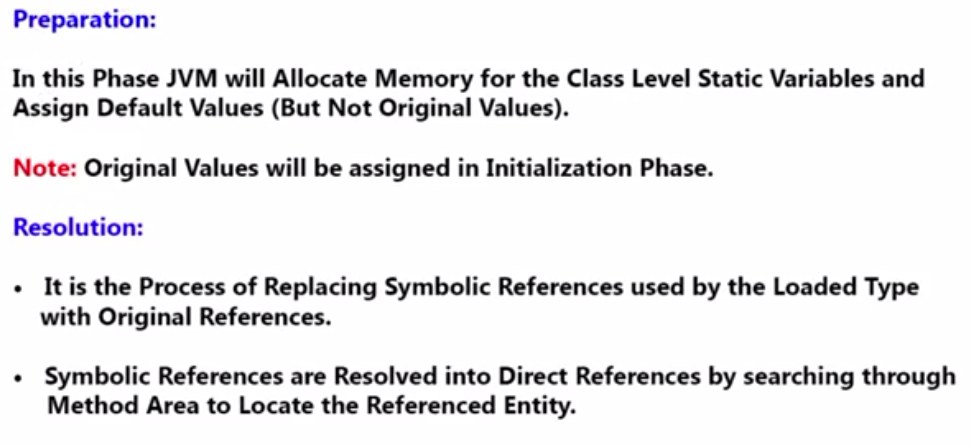 Preparation:
In this Phase JVM will Allocate Memory for the Class Level Static Variables and
Assign Default Values (But Not Original Values).
Note: Original Values will be assigned in Initialization Phase.
Resolution:
• It is the Process of Replacing Symbolic References used by the Loaded Type
with Original References.
• Symbolic References are Resolved into Direct References by searching through
Method Area to Locate the Referenced Entity.